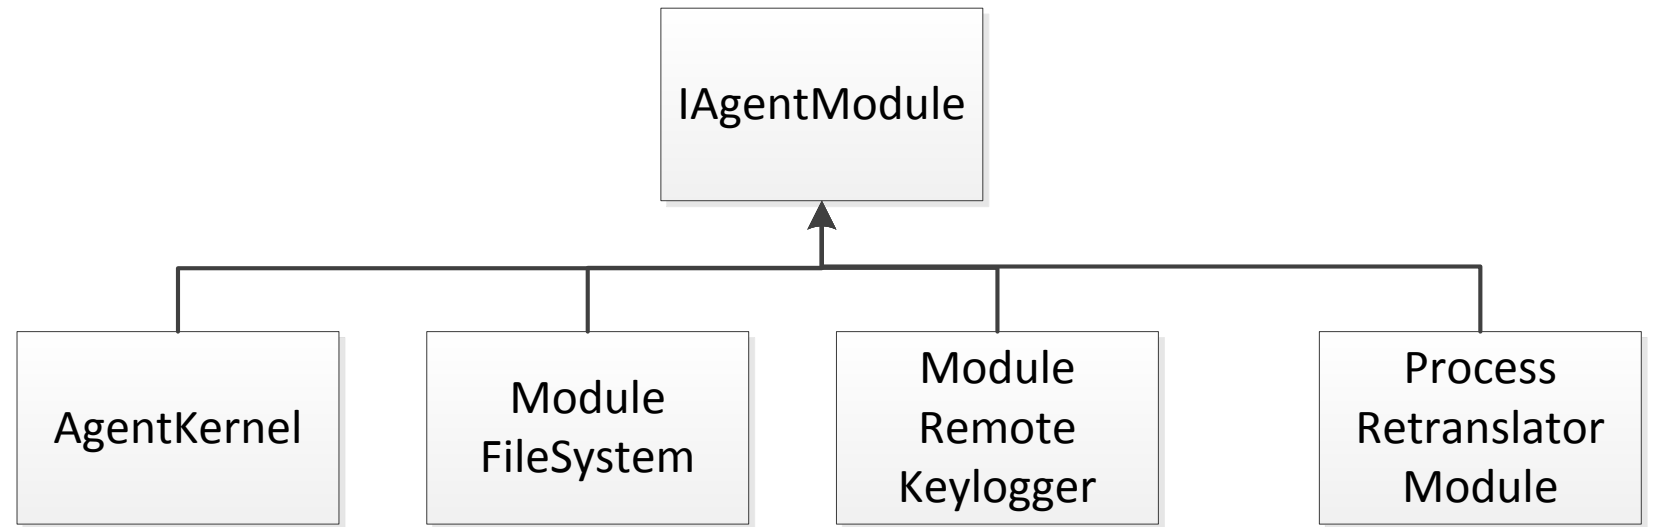 IAgentModule
AgentKernel
Module
FileSystem
Module
Remote
Keylogger
Process
Retranslator
Module